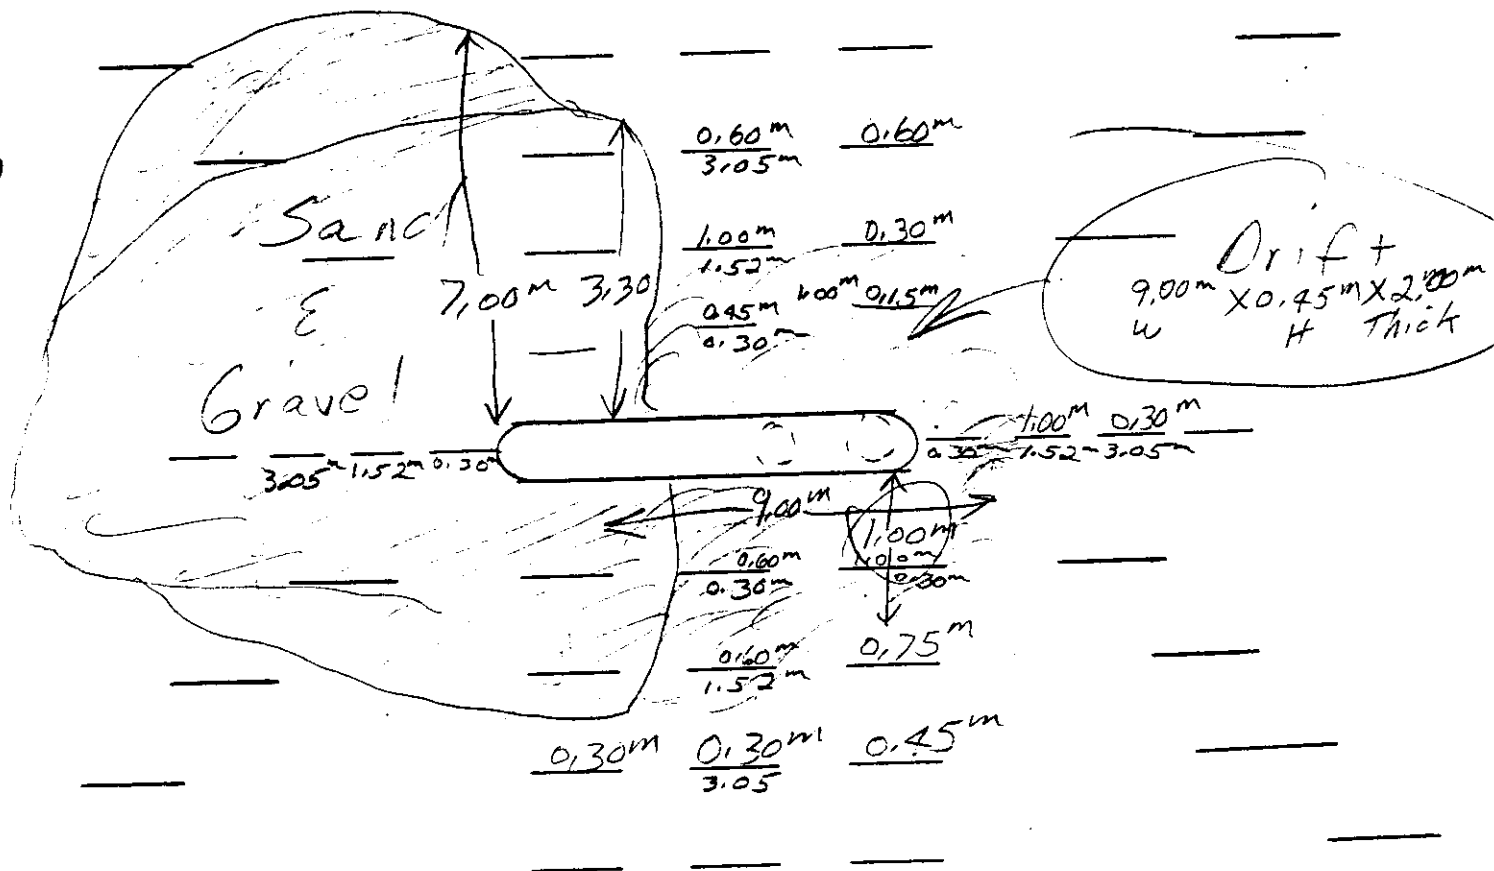 0.60m 0.60m
3.05m
Sand
1.00m 0.30m
1.52m
Drift
&
7.00m 3.30
0.45m 1.00m 0.15m
0.30m
9.00m X 0.45m X 2.00m
W H Thick
Gravel
3.05m 1.52m 0.30m
1.00m 0.30m
0.30m 1.52m 3.05m
9.00m
1.00m
0.60m 1.00m
0.30m 0.30m
0.60m 0.75m
1.52m
0.30m 0.30m 0.45m
3.05